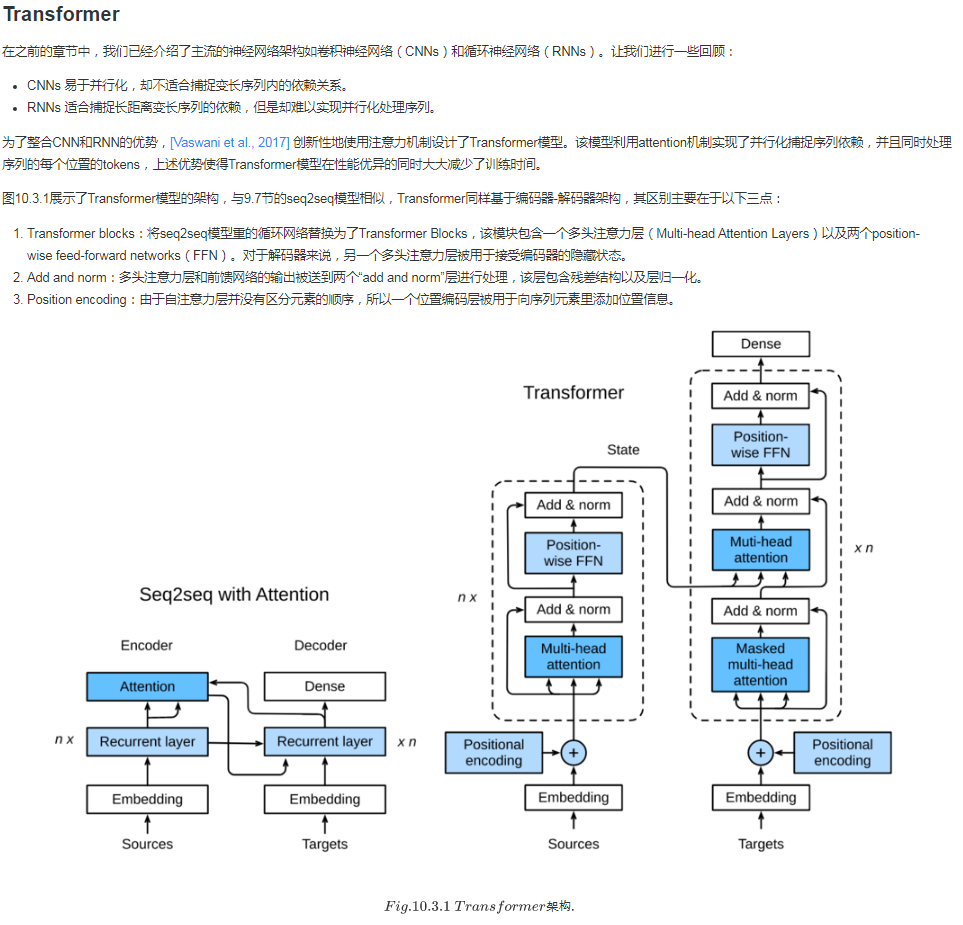 Transformer
在之前的章节中，我们已经介绍了主流的神经网络架构如卷积神经网络（CNNs）和循环神经网络（RNNs）。让我们进行一些回顾：
CNNs 易于并行化，却不适合捕捉变长序列内的依赖关系。
RNNs 适合捕捉长距离变长序列的依赖，但是却难以实现并行化处理序列。
为了整合CNN和RNN的优势，[Vaswani et al., 2017] 创新性地使用注意力机制设计了Transformer模型。该模型利用attention机制实现了并行化捕捉序列依赖，并且同时处理
序列的每个位置的tokens，上述优势使得Transformer模型在性能优异的同时大大减少了训练时间。
图10.3.1展示了Transformer模型的架构，与9.7节的seq2seq模型相似，Transformer同样基于编码器-解码器架构，其区别主要在于以下三点：
1. Transformer blocks：将seq2seq模型重的循环网络替换为了Transformer Blocks，该模块包含一个多头注意力层（Multi-head Attention Layers）以及两个position-
wise feed-forward networks（FFN）。对于解码器来说，另一个多头注意力层被用于接受编码器的隐藏状态。
2. Add and norm：多头注意力层和前馈网络的输出被送到两个“add and norm”层进行处理，该层包含残差结构以及层归一化。
3. Position encoding：由于自注意力层并没有区分元素的顺序，所以一个位置编码层被用于向序列元素里添加位置信息。
Seq2seq with Attention
Encoder
Decoder
Attention
Dense
n x
Recurrent layer
Recurrent layer
x n
Embedding
Embedding
Sources
Targets
Transformer
State
Add & norm
Position-
wise FFN
n x
Add & norm
Multi-head
attention
Positional
encoding
+
Embedding
Sources
Dense
Add & norm
Position-
wise FFN
Add & norm
Muti-head
attention
x n
Add & norm
Masked
multi-head
attention
+
Positional
encoding
Embedding
Targets
Fig.10.3.1 Transformer架构.